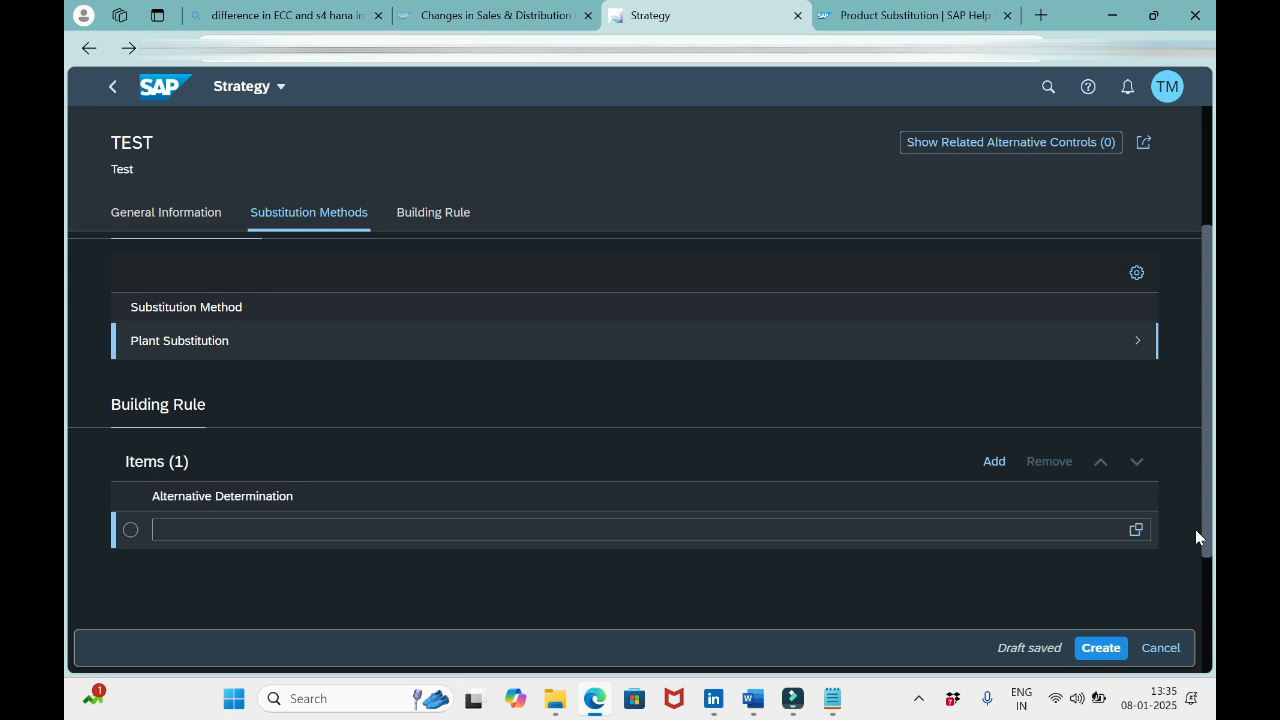 difference in ECC and s4 hana in
Changes in Sales & Distribution
Strategy
Product Substitution | SAP Help
SAP
Strategy
TM
TEST
Show Related Alternative Controls (0)
Test
General Information
Substitution Methods
Building Rule
Substitution Method
Plant Substitution
Building Rule
Items (1)
Add
Remove
Alternative Determination
Draft saved
Create
Cancel
1
Search
7
ENG
IN
13:35
08-01-2025